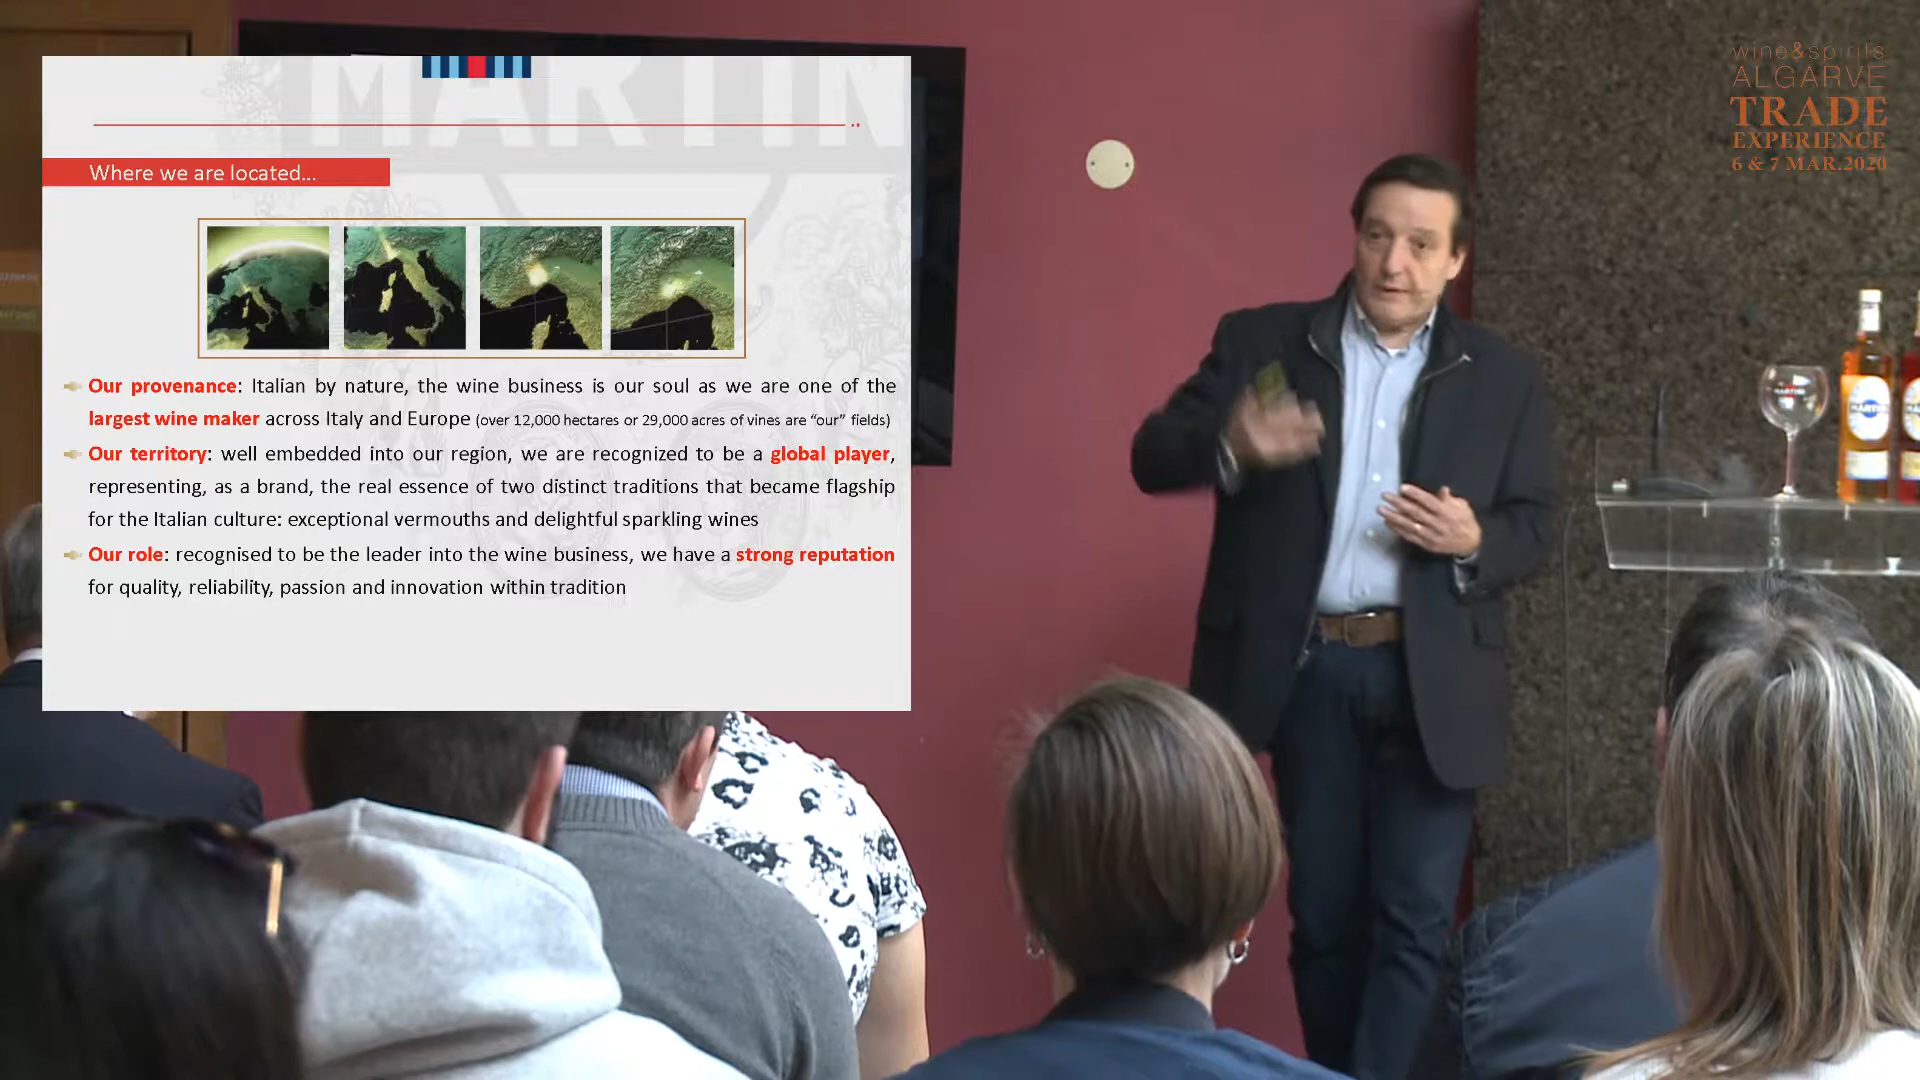 MARTIN
wine&spirits
ALGARVE
TRADE
EXPERIENCE
6 & 7 MAR.2020
Where we are located...
Our provenance: Italian by nature, the wine business is our soul as we are one of the
largest wine maker across Italy and Europe (over 12,000 hectares or 29,000 acres of vines are “our” fields)
Our territory: well embedded into our region, we are recognized to be a global player,
representing, as a brand, the real essence of two distinct traditions that became flagship
for the Italian culture: exceptional vermouths and delightful sparkling wines
Our role: recognised to be the leader into the wine business, we have a strong reputation
for quality, reliability, passion and innovation within tradition
MARTINI